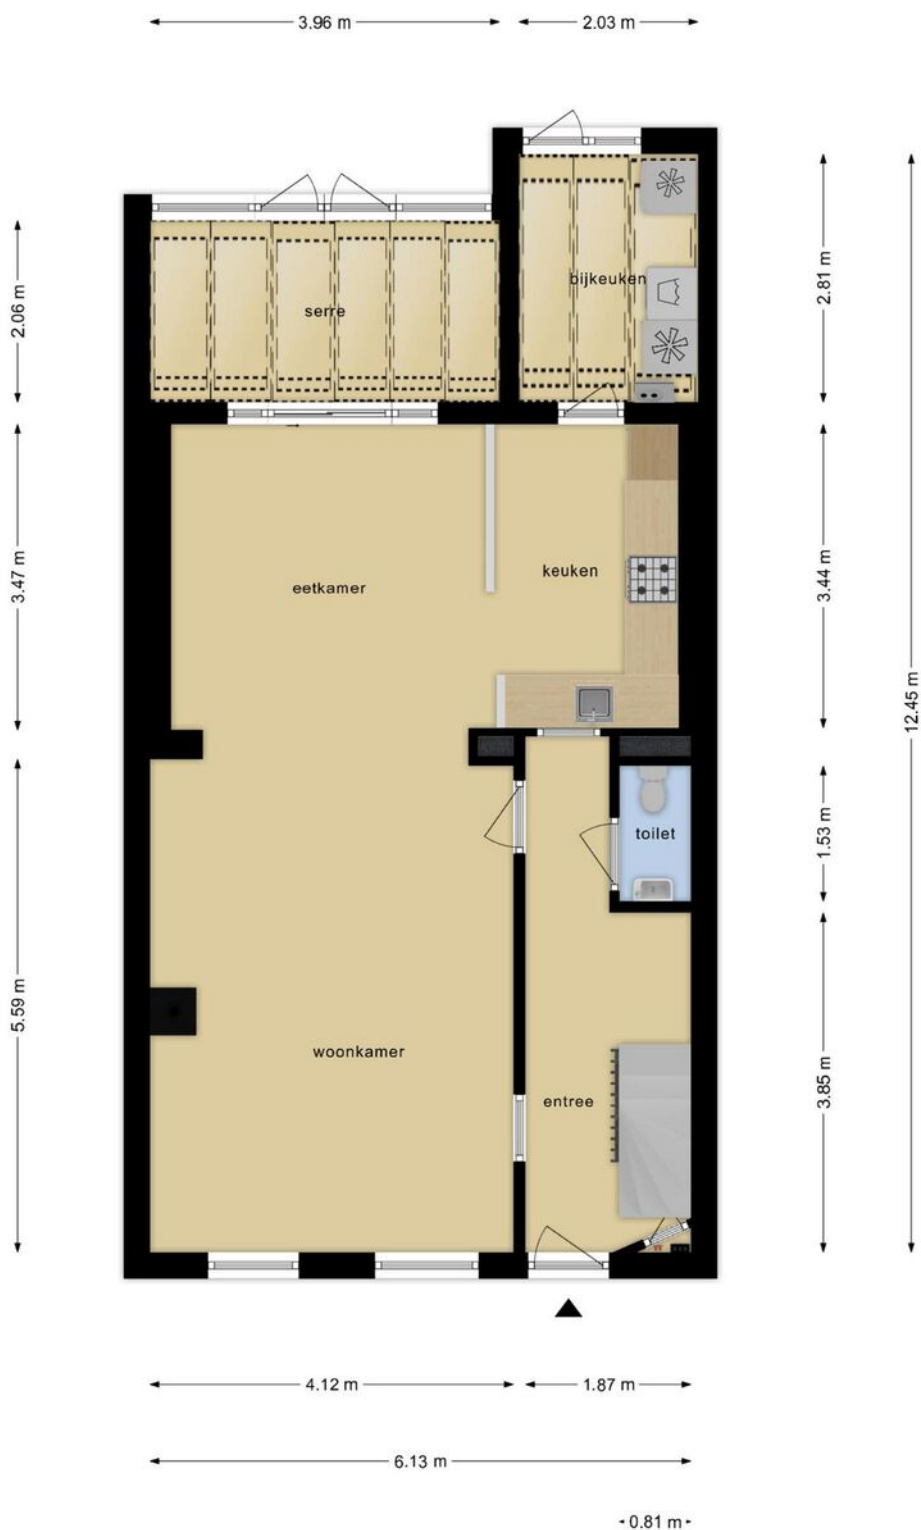 3.96 m
2.03 m
bijkeuken
2.81 m
serre
2.06 m
keuken
3.44 m
eetkamer
3.47 m
12.45 m
toilet
1.53 m
5.59 m
woonkamer
entree
3.85 m
4.12 m
1.87 m
6.13 m
0.81 m